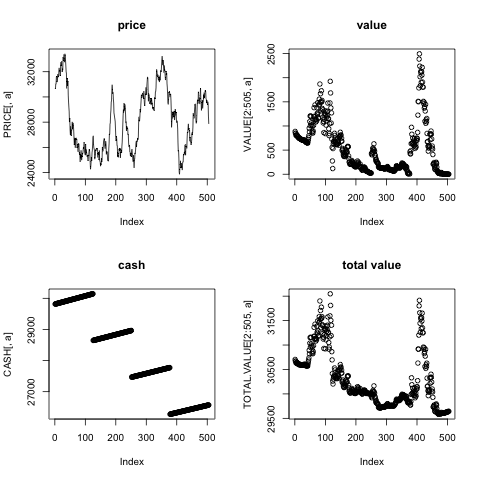 price
PRICE[, a]
24000 28000 32000
0 100 200 300 400 500
Index
value
VALUE[2:505, a]
0 500 1500 2500
0 100 200 300 400 500
Index
cash
CASH[, a]
27000 29000
0 100 200 300 400 500
Index
total value
TOTAL.VALUE[2:505, a]
29500 30500 31500
0 100 200 300 400 500
Index